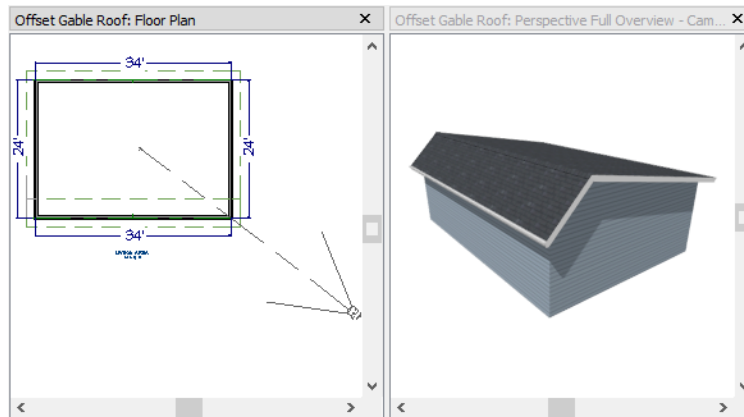 Offset Gable Roof: Floor Plan
Offset Gable Roof: Perspective Full Overview - Cam...
34'
24'
24'
34'